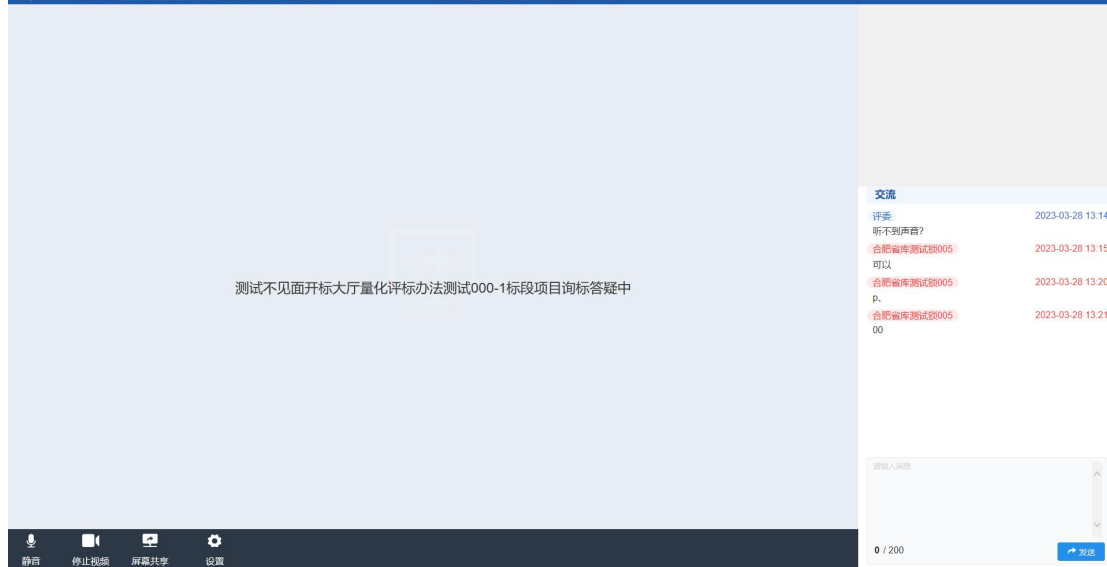 测试不见面开标大厅量化评标办法测试000-1标段项目询标答疑中
交流
评委 2023-03-28 13:14
听不到声音?
合肥省库测试锁005 2023-03-28 13:15
可以
合肥省库测试锁005 2023-03-28 13:20
p、
合肥省库测试锁005 2023-03-28 13:21
00
请输入消息...
0 / 200
发送
静音 停止视频 屏幕共享 设置